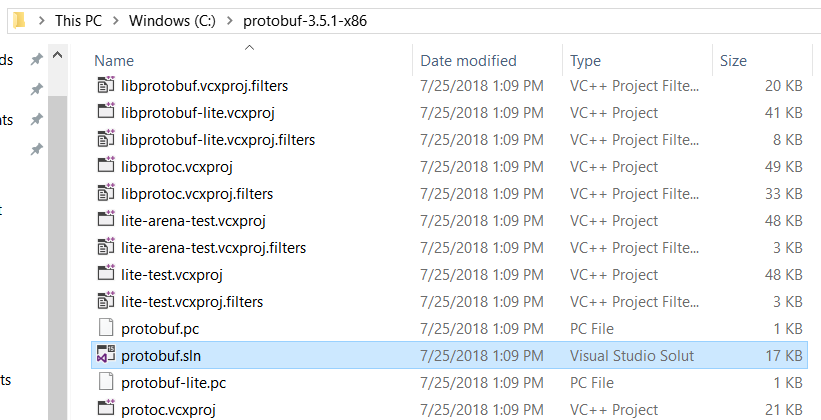 This PC > Windows (C:) > protobuf-3.5.1-x86
Name Date modified Type Size
libprotobuf.vcxproj.filters 7/25/2018 1:09 PM VC++ Project Filte... 20 KB
libprotobuf-lite.vcxproj 7/25/2018 1:09 PM VC++ Project 41 KB
libprotobuf-lite.vcxproj.filters 7/25/2018 1:09 PM VC++ Project Filte... 8 KB
libprotoc.vcxproj 7/25/2018 1:09 PM VC++ Project 49 KB
libprotoc.vcxproj.filters 7/25/2018 1:09 PM VC++ Project Filte... 33 KB
lite-arena-test.vcxproj 7/25/2018 1:09 PM VC++ Project 48 KB
lite-arena-test.vcxproj.filters 7/25/2018 1:09 PM VC++ Project Filte... 3 KB
lite-test.vcxproj 7/25/2018 1:09 PM VC++ Project 48 KB
lite-test.vcxproj.filters 7/25/2018 1:09 PM VC++ Project Filte... 3 KB
protobuf.pc 7/25/2018 1:09 PM PC File 1 KB
protobuf.sln 7/25/2018 1:09 PM Visual Studio Solut 17 KB
protobuf-lite.pc 7/25/2018 1:09 PM PC File 1 KB
protoc.vcxproj 7/25/2018 1:09 PM VC++ Project 21 KB